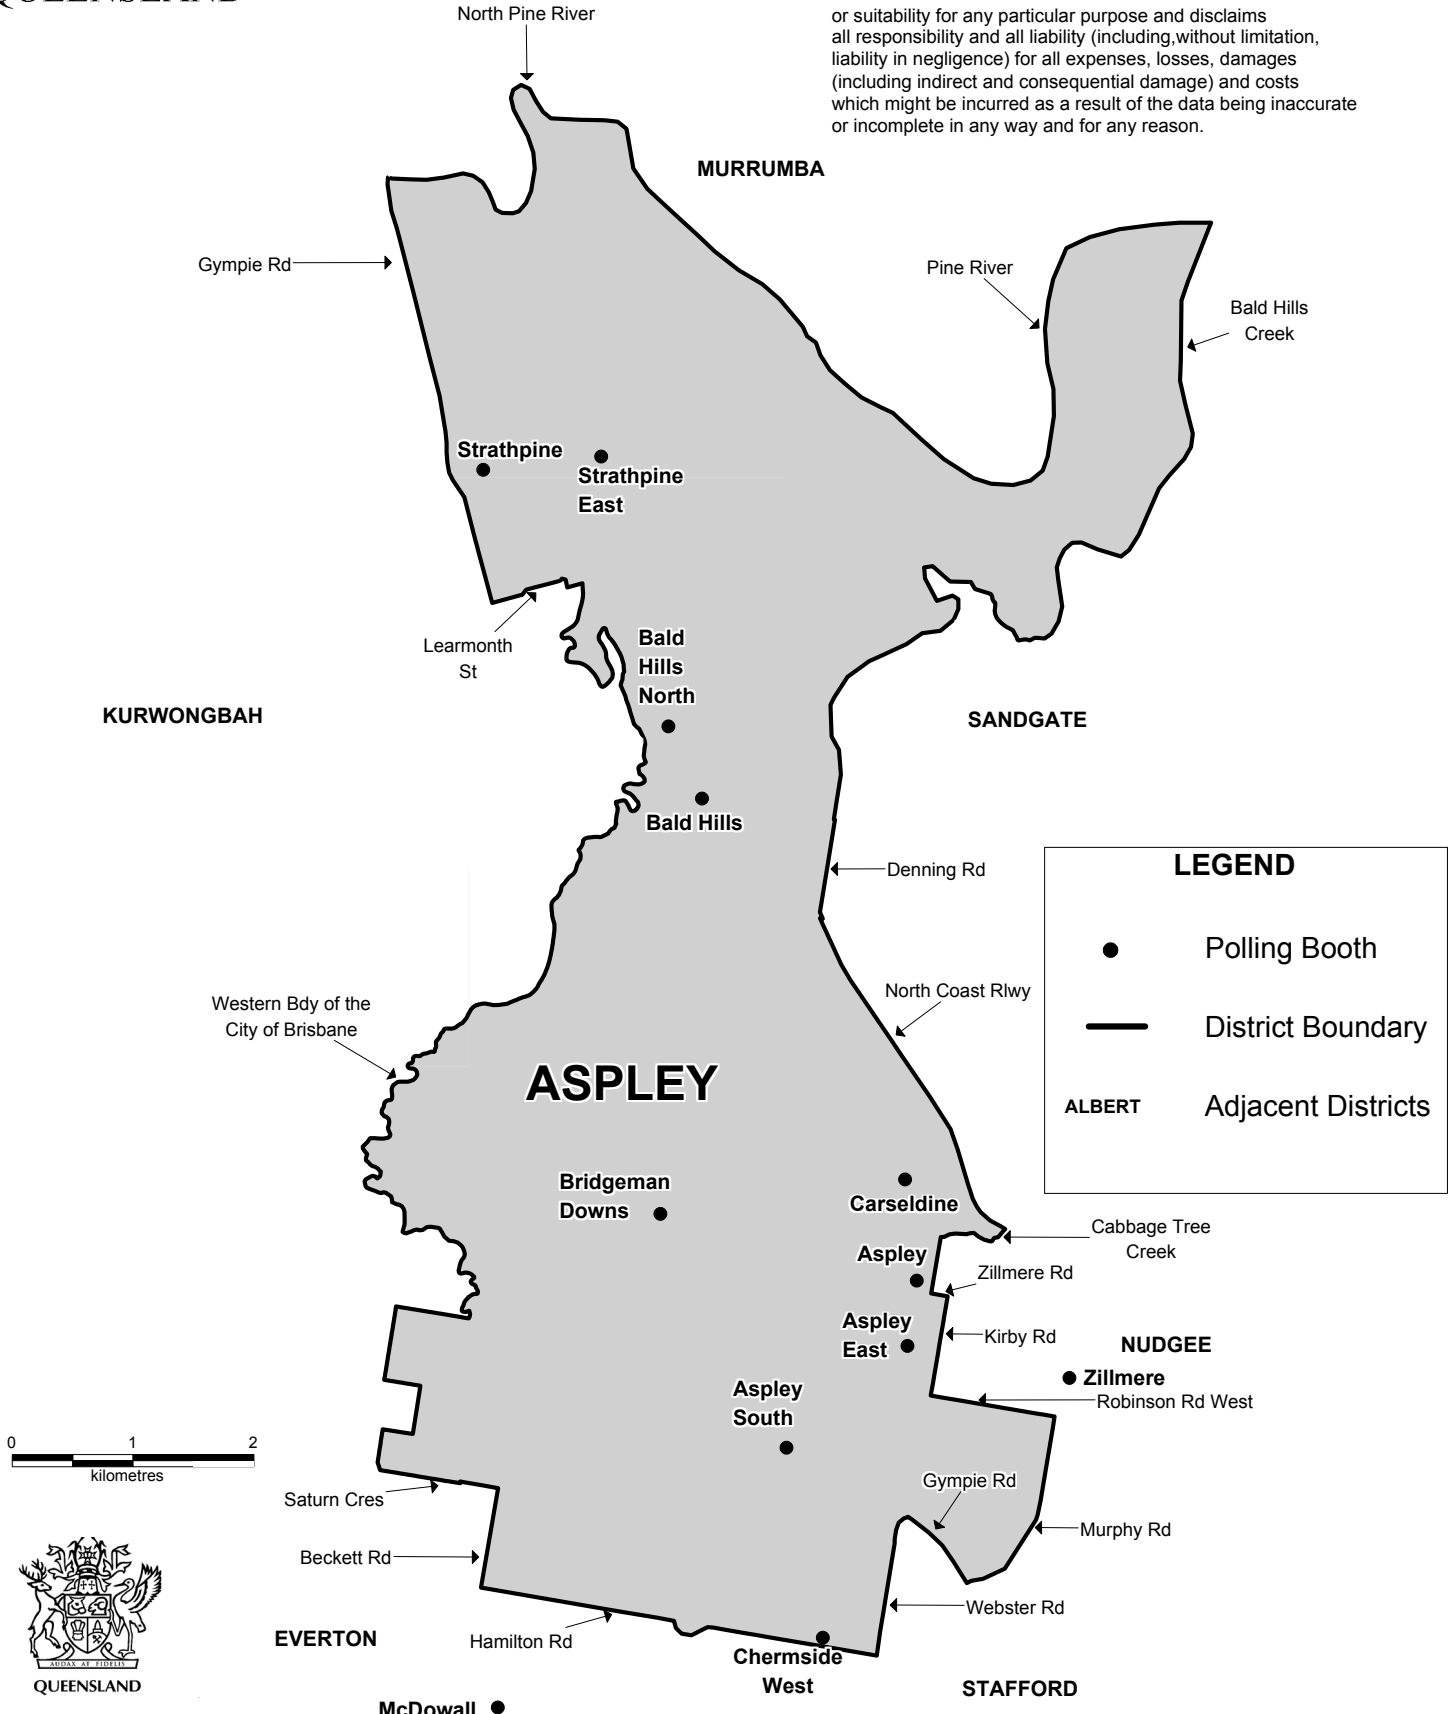 QUEENSLAND
North Pine River
or suitability for any particular purpose and disclaims
all responsibility and all liability (including,without limitation,
liability in negligence) for all expenses, losses, damages
(including indirect and consequential damage) and costs
which might be incurred as a result of the data being inaccurate
or incomplete in any way and for any reason.
MURRUMBA
Gympie Rd
Pine River
Bald Hills
Creek
Strathpine
Strathpine
East
Learmonth
St
Bald
Hills
North
KURWONGBAH
SANDGATE
Bald Hills
Denning Rd
LEGEND
Polling Booth
District Boundary
ALBERT Adjacent Districts
North Coast Rlwy
Western Bdy of the
City of Brisbane
ASPLEY
Bridgeman
Downs
Carseldine
Cabbage Tree
Creek
Aspley
Zillmere Rd
Aspley
East
Kirby Rd
NUDGEE
Zillmere
Robinson Rd West
Aspley
South
0 1 2
kilometres
Gympie Rd
Saturn Cres
Murphy Rd
Beckett Rd
Webster Rd
EVERTON
Hamilton Rd
Chermside
West
STAFFORD
AUDAX AT FIDELIS
QUEENSLAND
McDowall